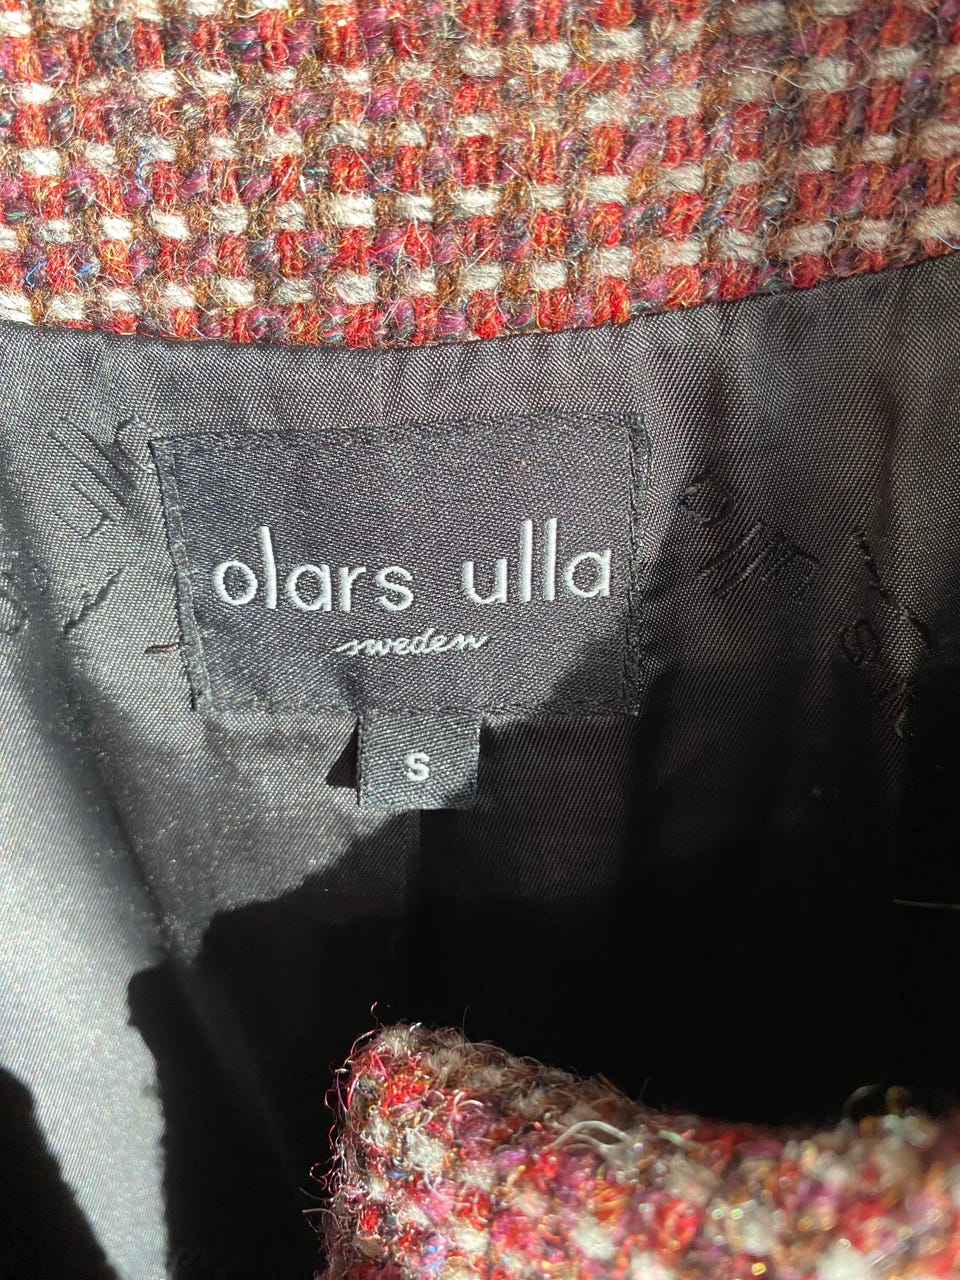 olars ulla
sweden
s